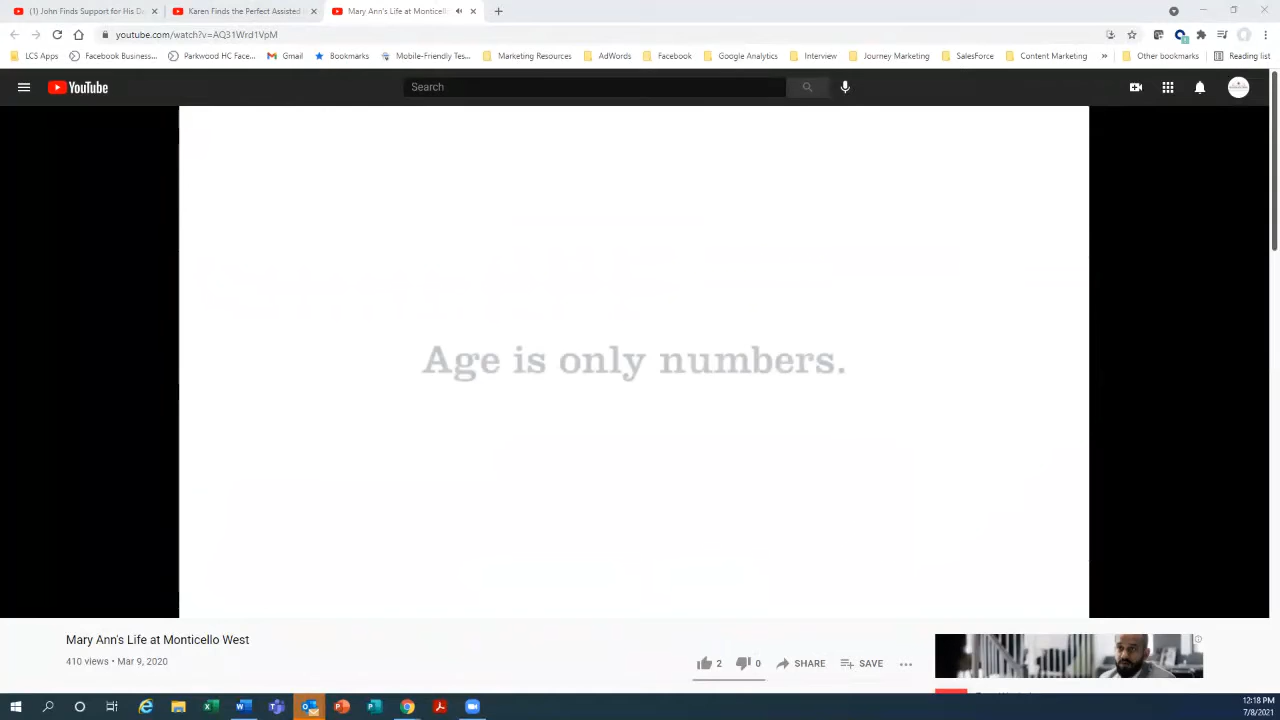 (1) John Finds Support for His De
Karen Finds the Perfect Assisted
Mary Ann's Life at Monticello
youtube.com/watch?v=AQ31Wrd1VpM
LCS Apps
Facebook Business...
Parkwood HC Face...
Gmail
Bookmarks
Mobile-Friendly Tes...
Marketing Resources
AdWords
Facebook
Google Analytics
Interview
Journey Marketing
SalesForce
Content Marketing
»
Other bookmarks
Reading list
YouTube
Search
Age is only numbers.
Mary Ann's Life at Monticello West
410 views • Mar 9, 2020
2
0
SHARE
SAVE
12:18 PM
7/8/2021